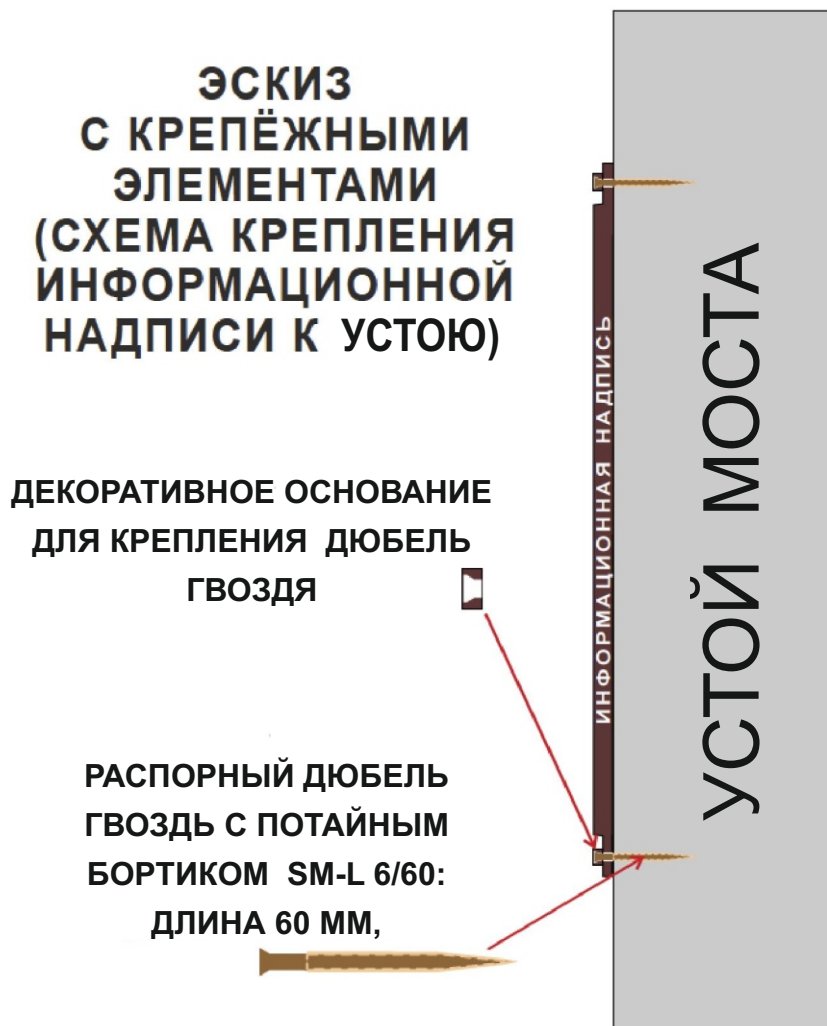 ЭСКИЗ
С КРЕПЁЖНЫМИ
ЭЛЕМЕНТАМИ
(СХЕМА КРЕПЛЕНИЯ
ИНФОРМАЦИОННОЙ
НАДПИСИ К УСТОЮ)
ДЕКОРАТИВНОЕ ОСНОВАНИЕ
ДЛЯ КРЕПЛЕНИЯ ДЮБЕЛЬ
ГВОЗДЯ
РАСПОРНЫЙ ДЮБЕЛЬ
ГВОЗДЬ С ПОТАЙНЫМ
БОРТИКОМ SM-L 6/60:
ДЛИНА 60 ММ,
ИНФОРМАЦИОННАЯ НАДПИСЬ
УСТОЙ МОСТА